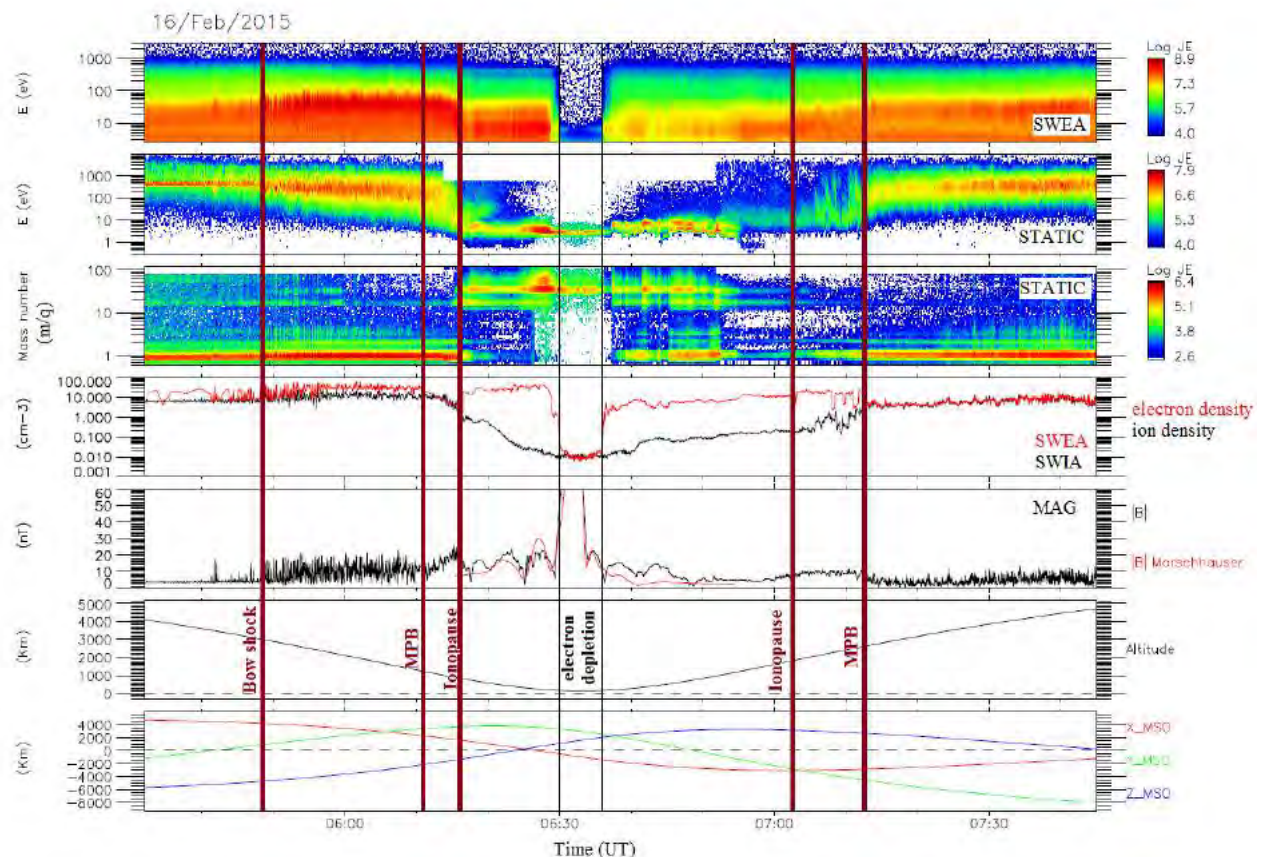 16/Feb/2015
E (eV)
1000
100
10
SWEA
Log JE
8.9
7.3
5.7
4.0
E (eV)
1000
100
10
1
STATIC
Log JE
7.9
6.6
5.3
4.0
Mass number
(m/q)
100
10
1
STATIC
Log JE
6.4
5.1
3.8
2.6
(cm-3)
100.000
10.000
1.000
0.100
0.010
0.001
SWEA
SWIA
electron density
ion density
(nT)
60
50
40
30
20
10
0
MAG
|B|
|B| Morschhauser
(Km)
5000
4000
3000
2000
1000
0
Bow shock
MPB
Ionopause
electron
depletion
Ionopause
MPB
Altitude
(Km)
4000
2000
0
-2000
-4000
-6000
-8000
X_MSO
Y_MSO
Z_MSO
06:00
06:30
07:00
07:30
Time (UT)